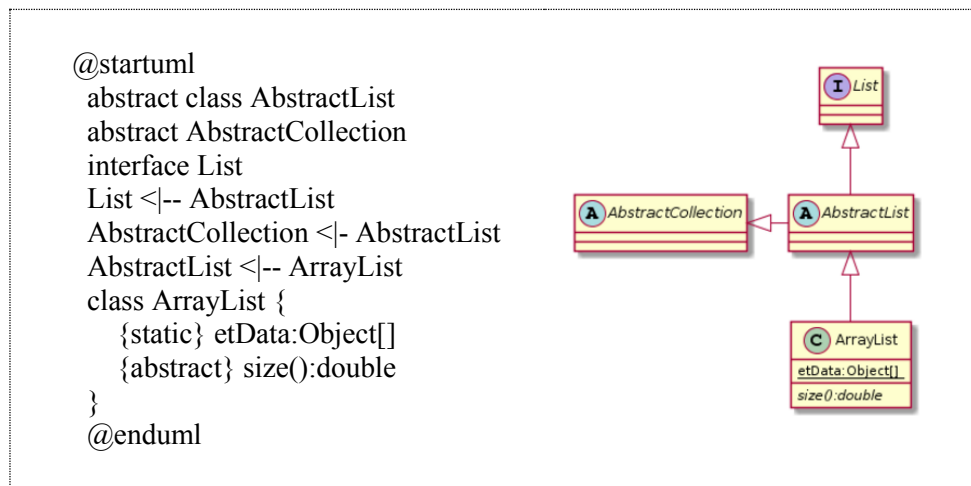 @startuml
abstract class AbstractList
abstract AbstractCollection
interface List
List <|-- AbstractList
AbstractCollection <|- AbstractList
AbstractList <|-- ArrayList
class ArrayList {
{static} etData:Object[]
{abstract} size():double
}
@enduml
I List
A AbstractCollection
A AbstractList
C ArrayList
etData:Object[]
size():double